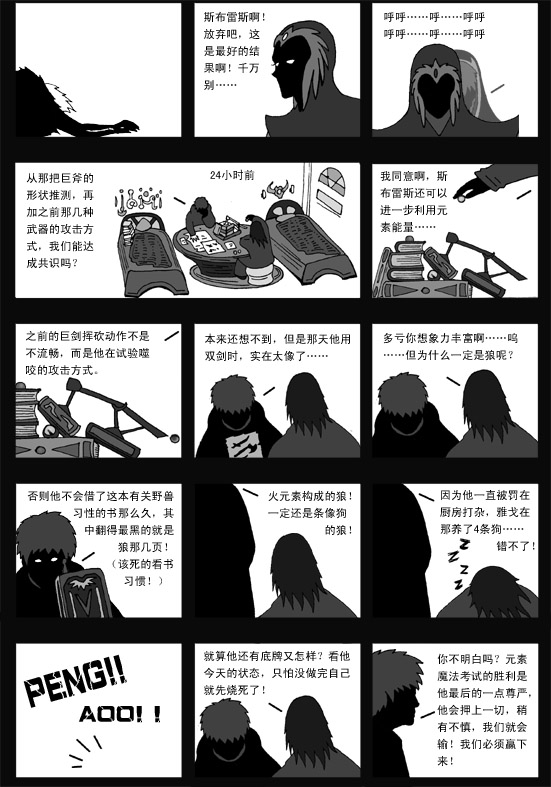 斯布雷斯啊！
放弃吧，这
是最好的结
果啊！千万
别……
呼呼……呼……呼呼
呼呼……呼……呼呼
从那把巨斧的
形状推测，再
加之前那几种
武器的攻击方
式，我们能达
成共识吗？
24小时前
我同意啊，斯
布雷斯还可以
进一步利用元
素能量……
之前的巨剑挥砍动作不是
不流畅，而是他在试验噬
咬的攻击方式。
本来还想不到，但是那天他用
双剑时，实在太像了……
多亏你想象力丰富啊……呜
……但为什么一定是狼呢？
否则他不会借了这本有关野兽
习性的书那么久，其
中翻得最黑的就是
狼那几页！
（该死的看书
习惯！）
火元素构成的狼！
一定还是条像狗
的狼！
因为他一直被罚在
厨房打杂，雅戈在
那养了4条狗……
错不了！
z
z
z
PENG!!
AOO!!
就算他还有底牌又怎样？看他
今天的状态，只怕没做完自己
就先烧死了！
你不明白吗？元素
魔法考试的胜利是
他最后的一点尊严，
他会押上一切，稍
有不慎，我们就会
输！我们必须赢下
来！